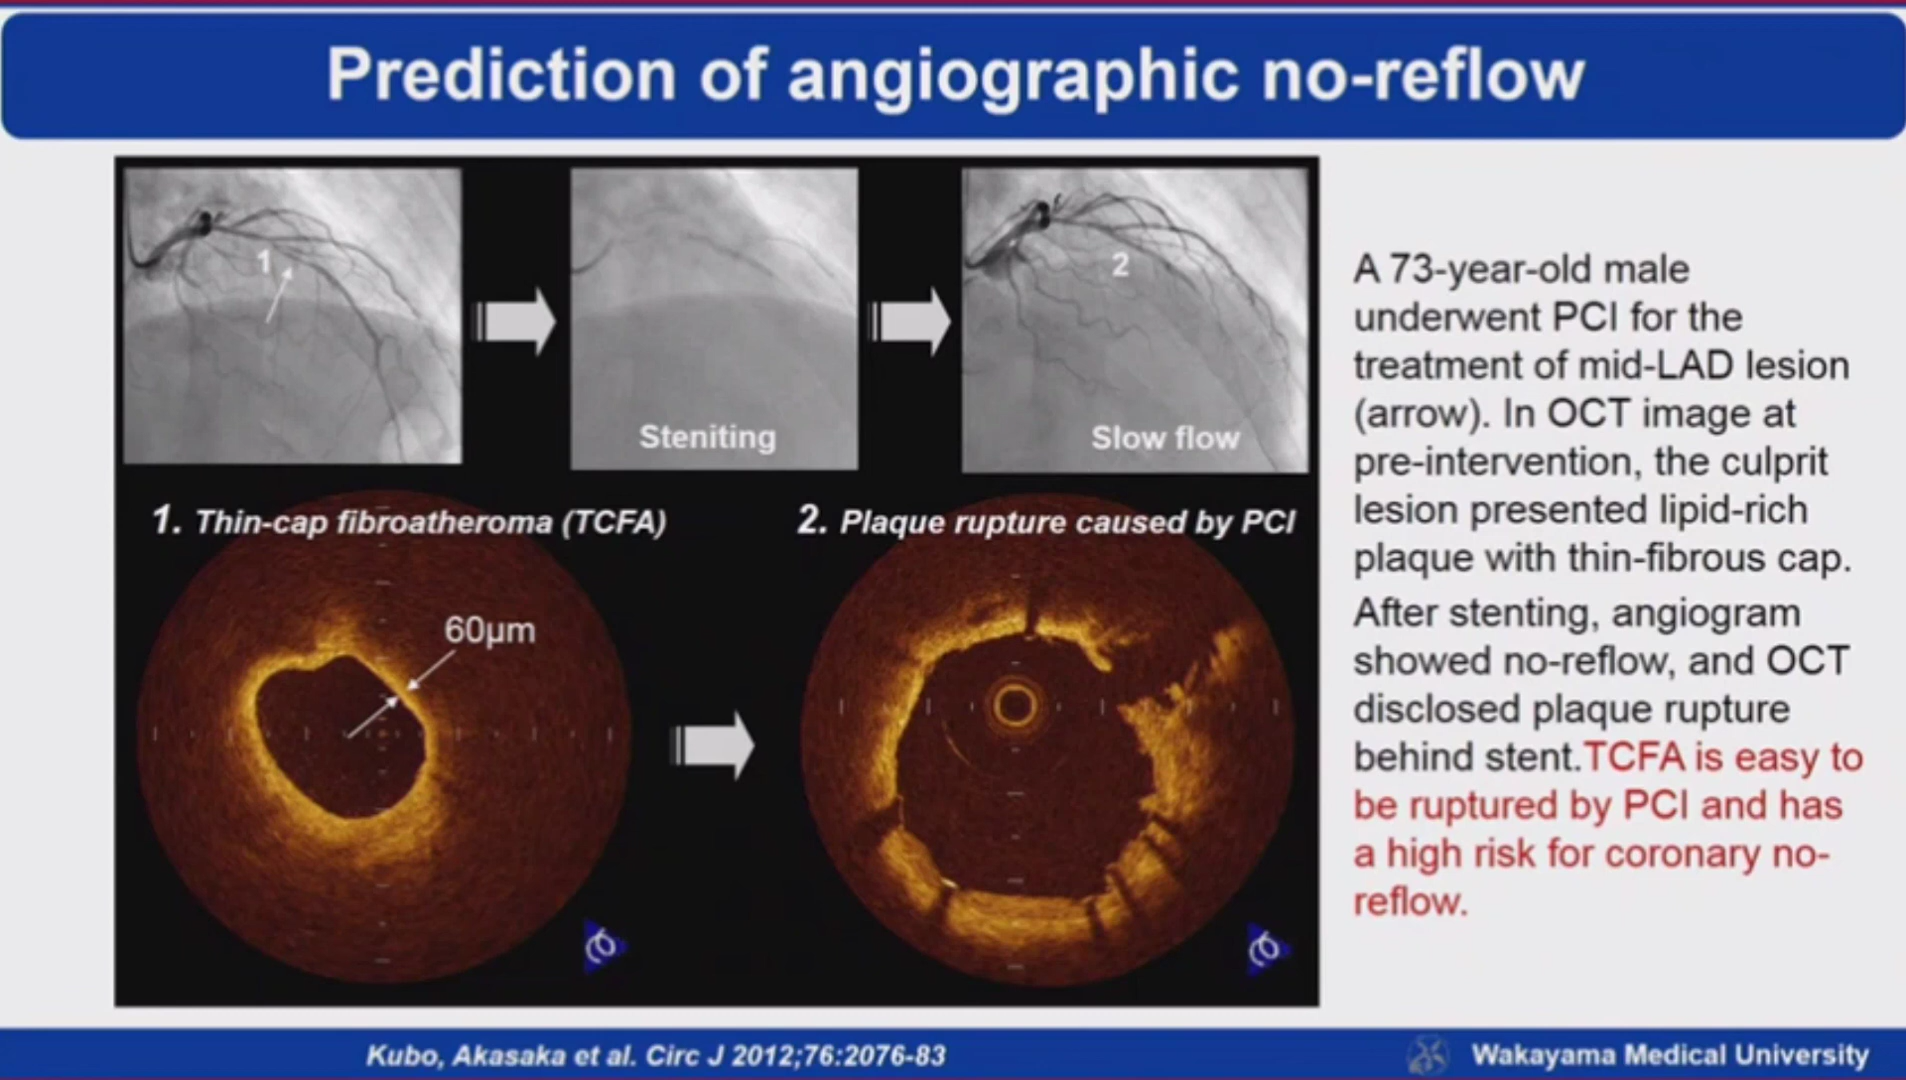 Prediction of angiographic no-reflow
1
Steniting
2
Slow flow
1. Thin-cap fibroatheroma (TCFA)
2. Plaque rupture caused by PCI
60µm
A 73-year-old male
underwent PCI for the
treatment of mid-LAD lesion
(arrow). In OCT image at
pre-intervention, the culprit
lesion presented lipid-rich
plaque with thin-fibrous cap.
After stenting, angiogram
showed no-reflow, and OCT
disclosed plaque rupture
behind stent.TCFA is easy to
be ruptured by PCI and has
a high risk for coronary no-
reflow.
Kubo, Akasaka et al. Circ J 2012;76:2076-83
Wakayama Medical University